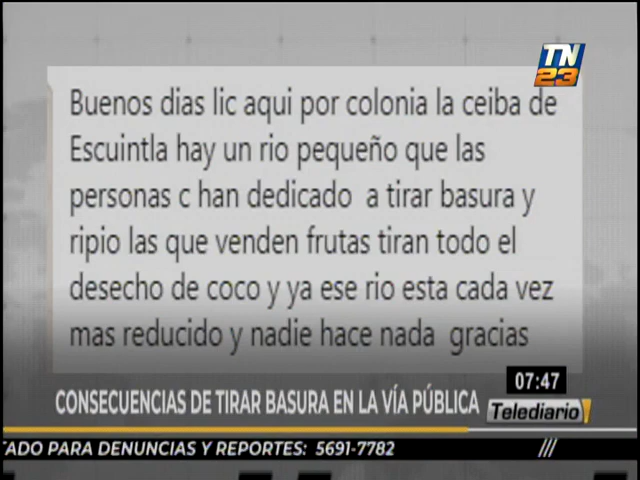 TN
23
Buenos dias lic aqui por colonia la ceiba de
Escuintla hay un rio pequeño que las
personas c han dedicado a tirar basura y
ripio las que venden frutas tiran todo el
desecho de coco y ya ese rio esta cada vez
mas reducido y nadie hace nada gracias
07:47
CONSECUENCIAS DE TIRAR BASURA EN LA VÍA PÚBLICA
Telediario
TADO PARA DENUNCIAS Y REPORTES: 5691-7782